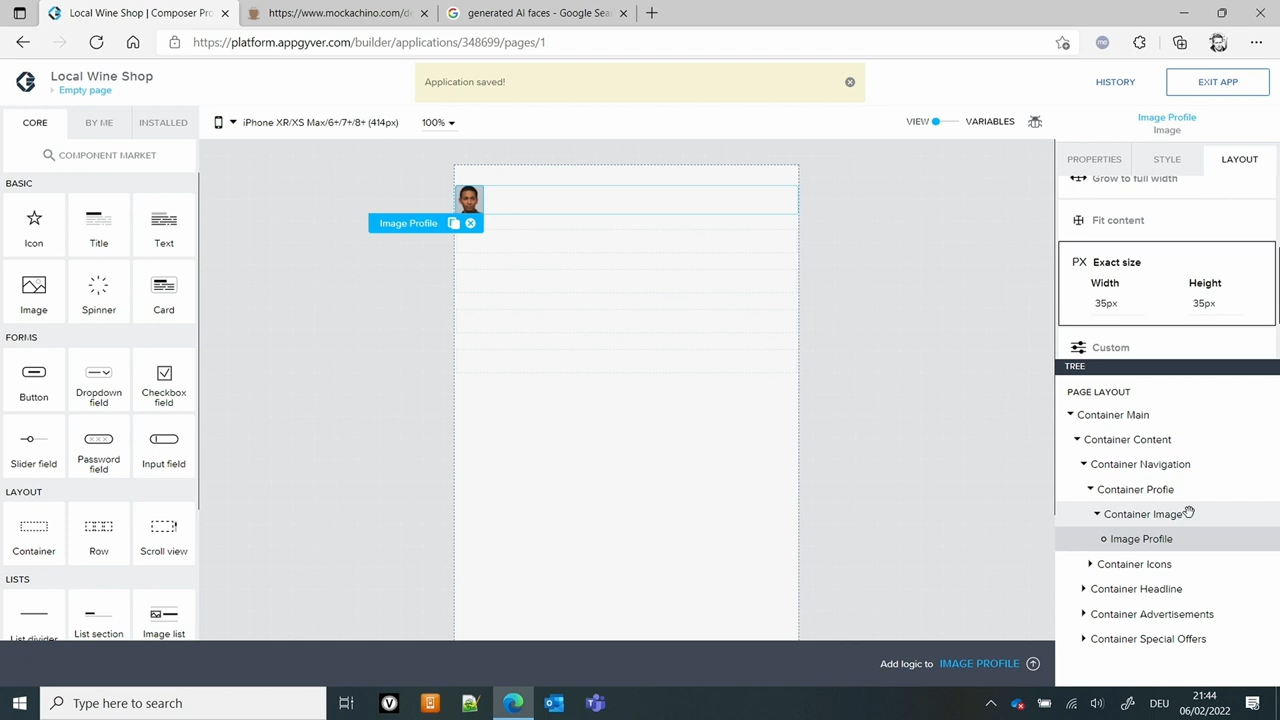 Local Wine Shop | Composer Pro
https://www.mockachino.com/de
generated AI faces - Google Sea
https://platform.appgyver.com/builder/applications/348699/pages/1
Local Wine Shop
Empty page
Application saved!
HISTORY
EXIT APP
CORE
BY ME
INSTALLED
iPhone XR/XS Max/6+/7+/8+ (414px)
100%
VIEW
VARIABLES
Image Profile
Image
COMPONENT MARKET
PROPERTIES
STYLE
LAYOUT
BASIC
Icon
Title
Text
Image
Spinner
Card
FORMS
Button
Dropdown field
Checkbox field
Slider field
Password field
Input field
LAYOUT
Container
Row
Scroll view
LISTS
List divider
List section
Image list
Image Profile
Grow to full width
Fit content
PX Exact size
Width
Height
35px
35px
Custom
TREE
PAGE LAYOUT
Container Main
Container Content
Container Navigation
Container Profie
Container Image
Image Profile
Container Icons
Container Headline
Container Advertisements
Container Special Offers
Add logic to IMAGE PROFILE
Type here to search
DEU
21:44
06/02/2022